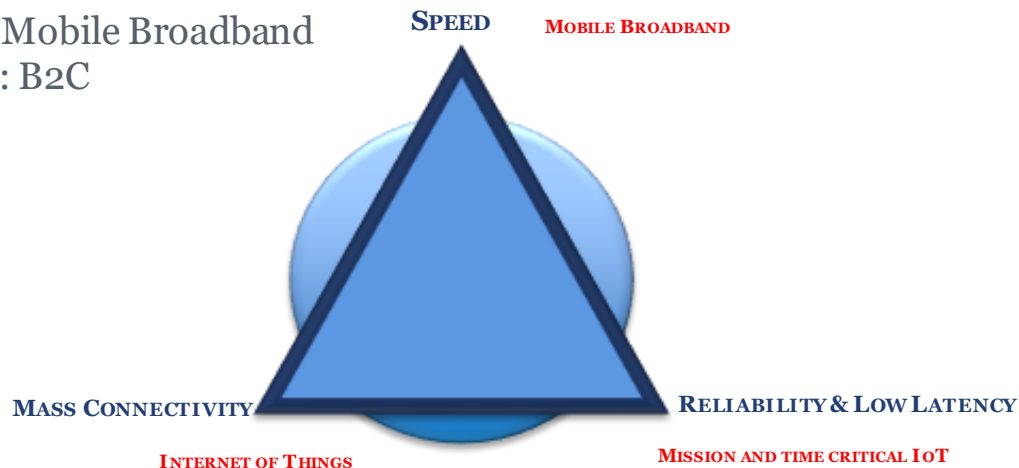 Mobile Broadband
: B2C
SPEED
MOBILE BROADBAND
MASS CONNECTIVITY
RELIABILITY & LOW LATENCY
INTERNET OF THINGS
MISSION AND TIME CRITICAL IOT